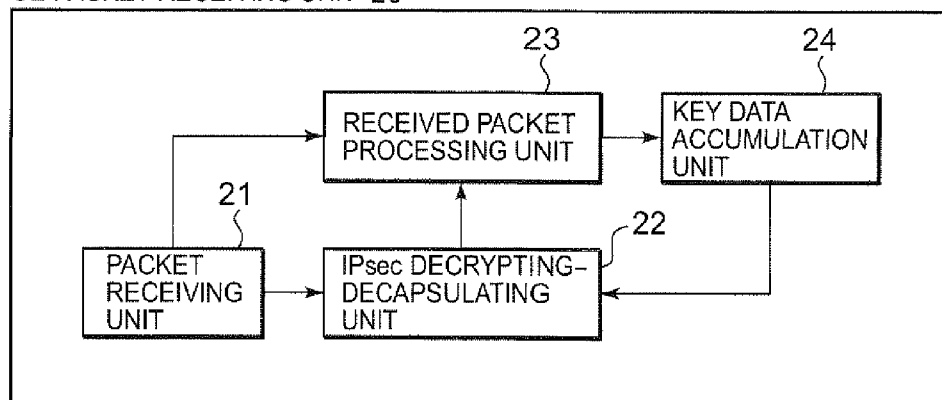 23
24
RECEIVED PACKET
PROCESSING UNIT
KEY DATA
ACCUMULATION
UNIT
21
22
PACKET
RECEIVING
UNIT
IPsec DECRYPTING–
DECAPSULATING
UNIT